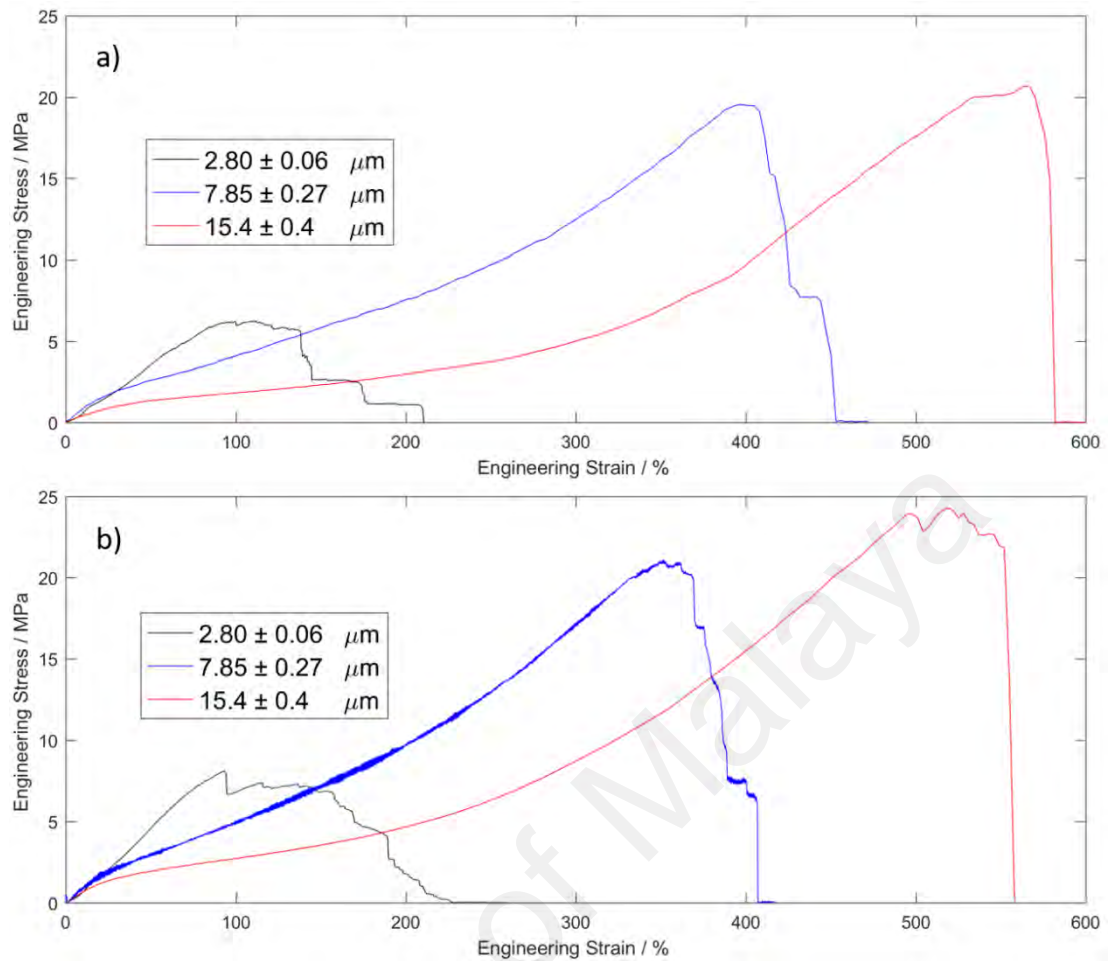 a)
25
20
15
10
5
0
Engineering Stress / MPa
2.80 ± 0.06 μm
7.85 ± 0.27 μm
15.4 ± 0.4 μm
0 100 200 300 400 500 600
Engineering Strain / %
b)
25
20
15
10
5
0
Engineering Stress / MPa
2.80 ± 0.06 μm
7.85 ± 0.27 μm
15.4 ± 0.4 μm
0 100 200 300 400 500 600
Engineering Strain / %
of Malaya